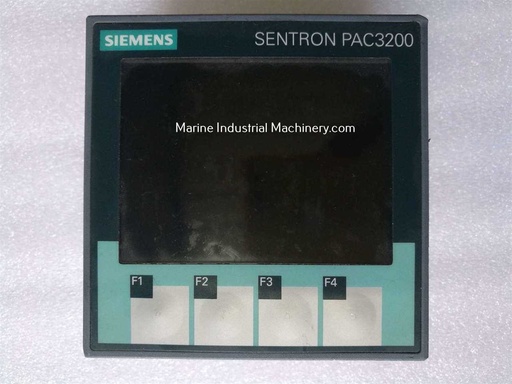 SIEMENS
SENTRON PAC3200
Marine Industrial Machinery.com
F1
F2
F3
F4